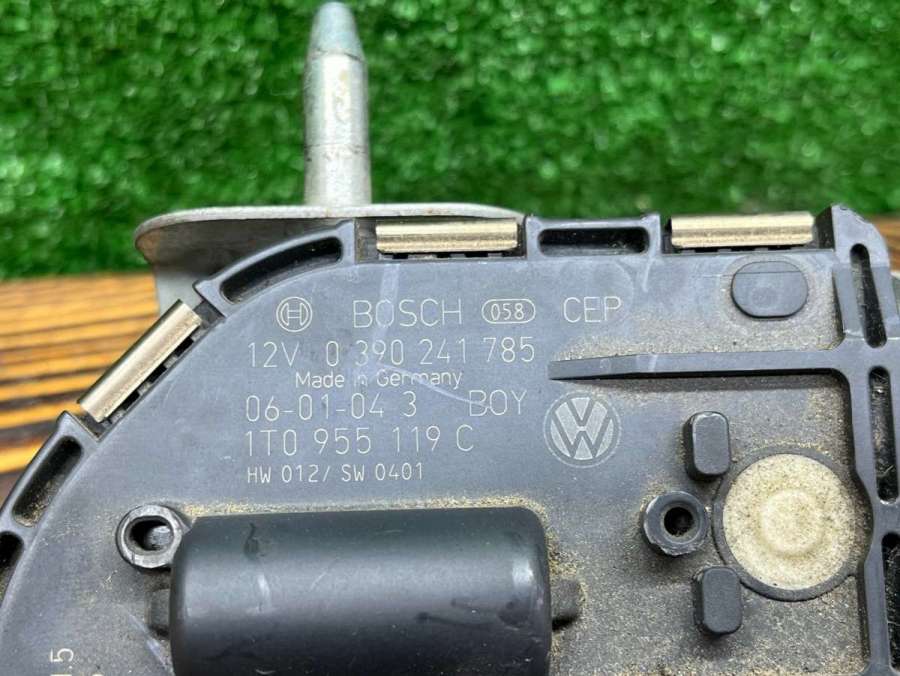 BOSCH 058 CEP
12V 0 390 241 785
Made in Germany
06-01-04 3 BOY
1T0 955 119 C
HW 012/ SW 0401